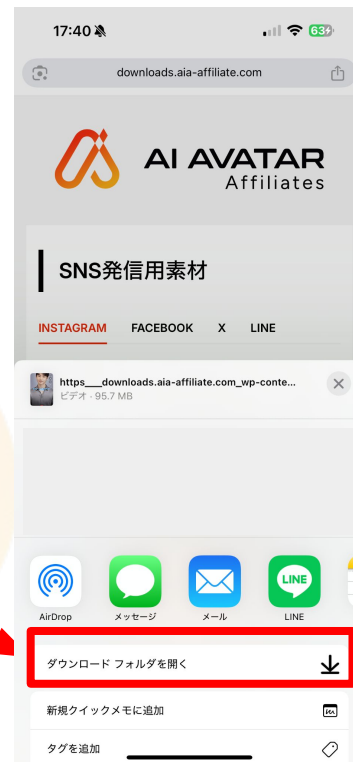 17:40
63
downloads.aia-affiliate.com
AI AVATAR
Affiliates
SNS発信用素材
INSTAGRAM FACEBOOK X LINE
https___downloads.aia-affiliate.com_wp-conte...
ビデオ · 95.7 MB
LINE
AirDrop メッセージ メール LINE
ダウンロード フォルダを開く
新規クイックメモに追加
タグを追加